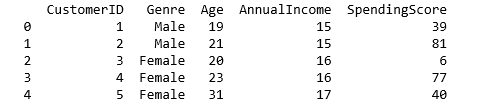 CustomerID Genre Age AnnualIncome SpendingScore
0 1 Male 19 15 39
1 2 Male 21 15 81
2 3 Female 20 16 6
3 4 Female 23 16 77
4 5 Female 31 17 40